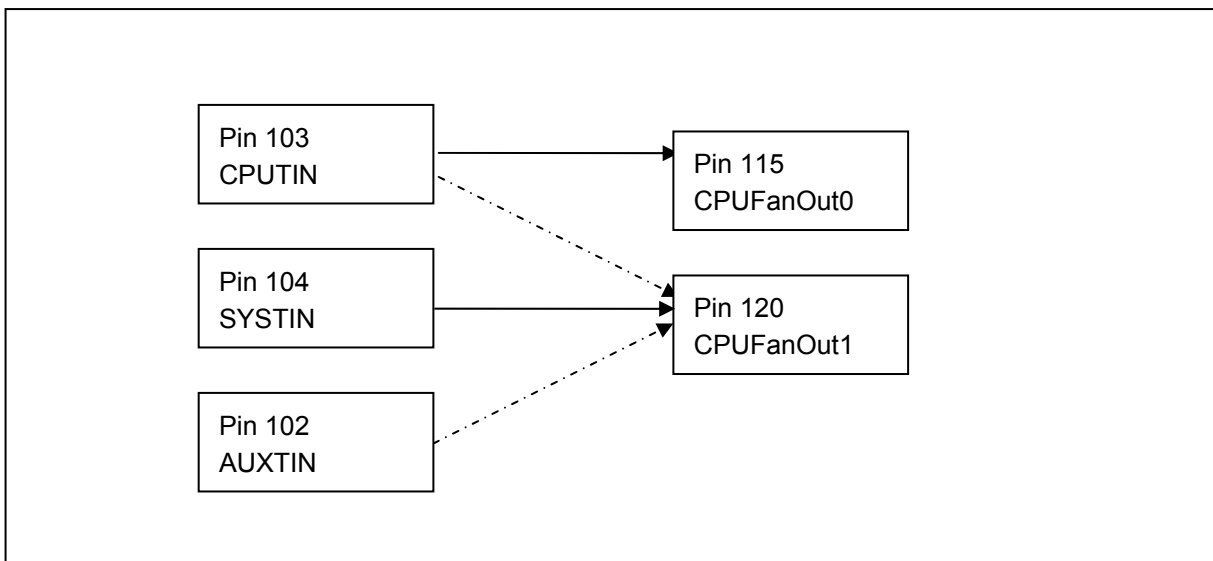 Pin 103
CPUTIN
Pin 115
CPUFanOut0
Pin 104
SYSTIN
Pin 120
CPUFanOut1
Pin 102
AUXTIN